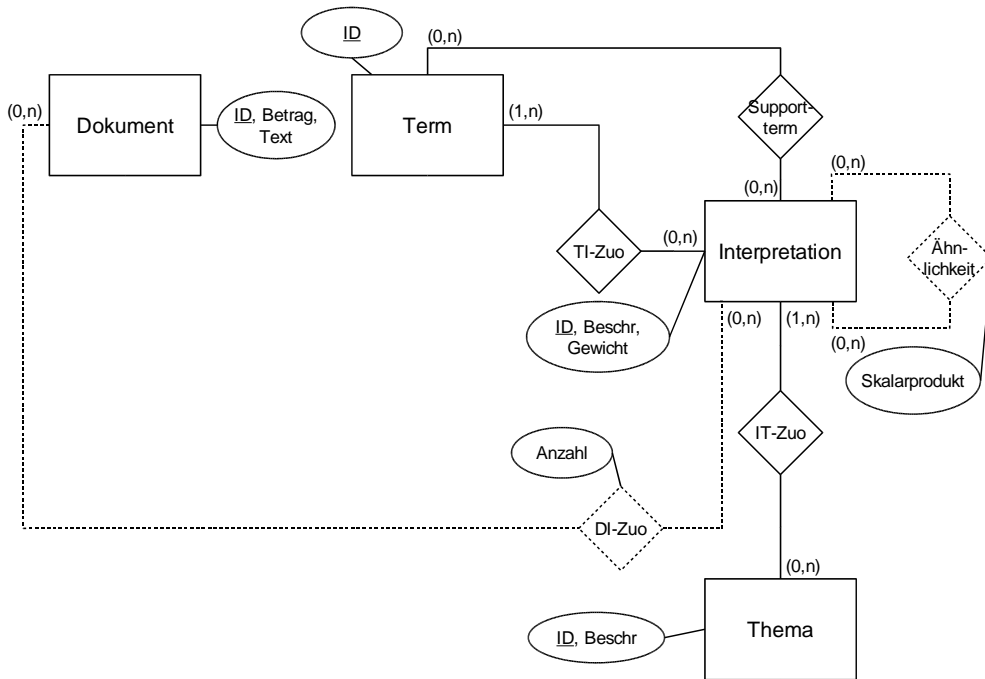 (0,n)
ID
(0,n)
Dokument
ID, Betrag,
Text
Term
(1,n)
Support-
term
(0,n)
(0,n)
TI-Zuo
(0,n)
Interpretation
Ähn-
lichkeit
ID, Beschr,
Gewicht
(0,n)
(1,n)
(0,n)
Skalarprodukt
IT-Zuo
Anzahl
DI-Zuo
(0,n)
ID, Beschr
Thema